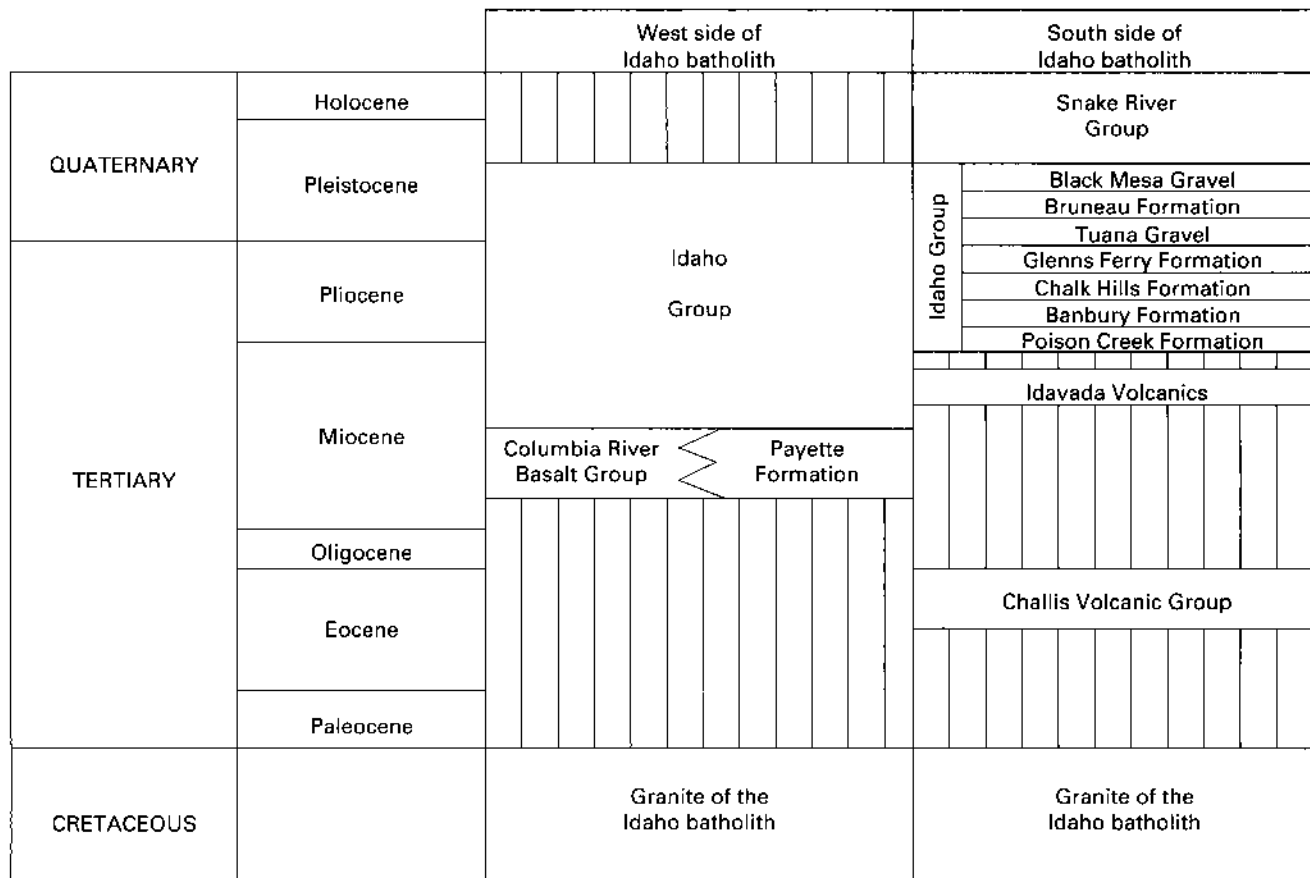 West side of
Idaho batholith
South side of
Idaho batholith
QUATERNARY
Holocene
Pleistocene
Snake River
Group
Idaho Group
Black Mesa Gravel
Bruneau Formation
Tuana Gravel
Glenns Ferry Formation
Chalk Hills Formation
Banbury Formation
Poison Creek Formation
Idaho
Group
TERTIARY
Pliocene
Miocene
Oligocene
Eocene
Paleocene
Columbia River
Basalt Group
Payette
Formation
Idavada Volcanics
Challis Volcanic Group
CRETACEOUS
Granite of the
Idaho batholith
Granite of the
Idaho batholith